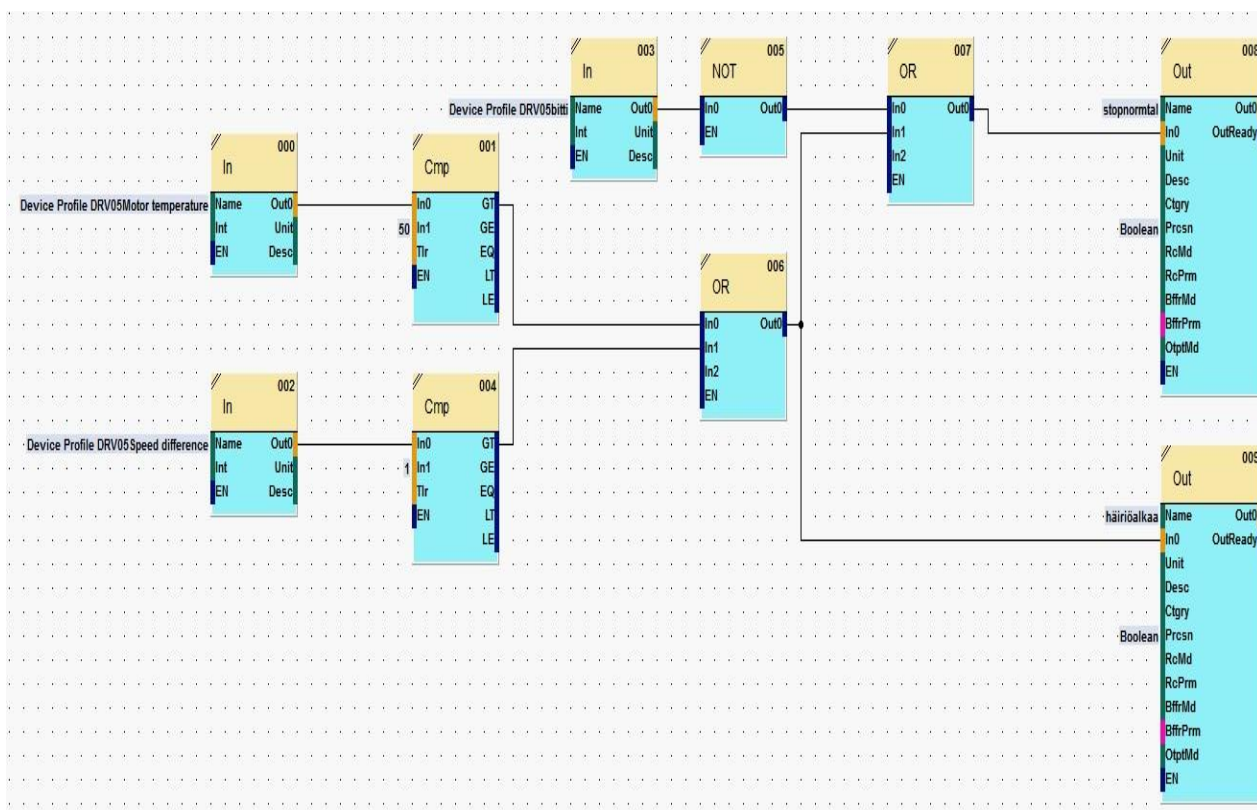 003
In
Device Profile DRV05bitti
Name Out0
Int Unit
EN Desc
005
NOT
In0 Out0
EN
007
OR
In0 Out0
In1
In2
EN
008
Out
stopnormtal
Name Out0
In0 OutReady
Unit
Desc
Ctgry
Boolean
Prcsn
RcMd
RcPrm
BffrMd
BffrPrm
OtptMd
EN
000
In
Device Profile DRV05Motor temperature
Name Out0
Int Unit
EN Desc
001
Cmp
In0 GT
50
In1 GE
Tlr EQ
EN LT
LE
006
OR
In0 Out0
In1
In2
EN
002
In
Device Profile DRV05Speed difference
Name Out0
Int Unit
EN Desc
004
Cmp
In0 GT
1
In1 GE
Tlr EQ
EN LT
LE
009
Out
häiriöalkaa
Name Out0
In0 OutReady
Unit
Desc
Ctgry
Boolean
Prcsn
RcMd
RcPrm
BffrMd
BffrPrm
OtptMd
EN